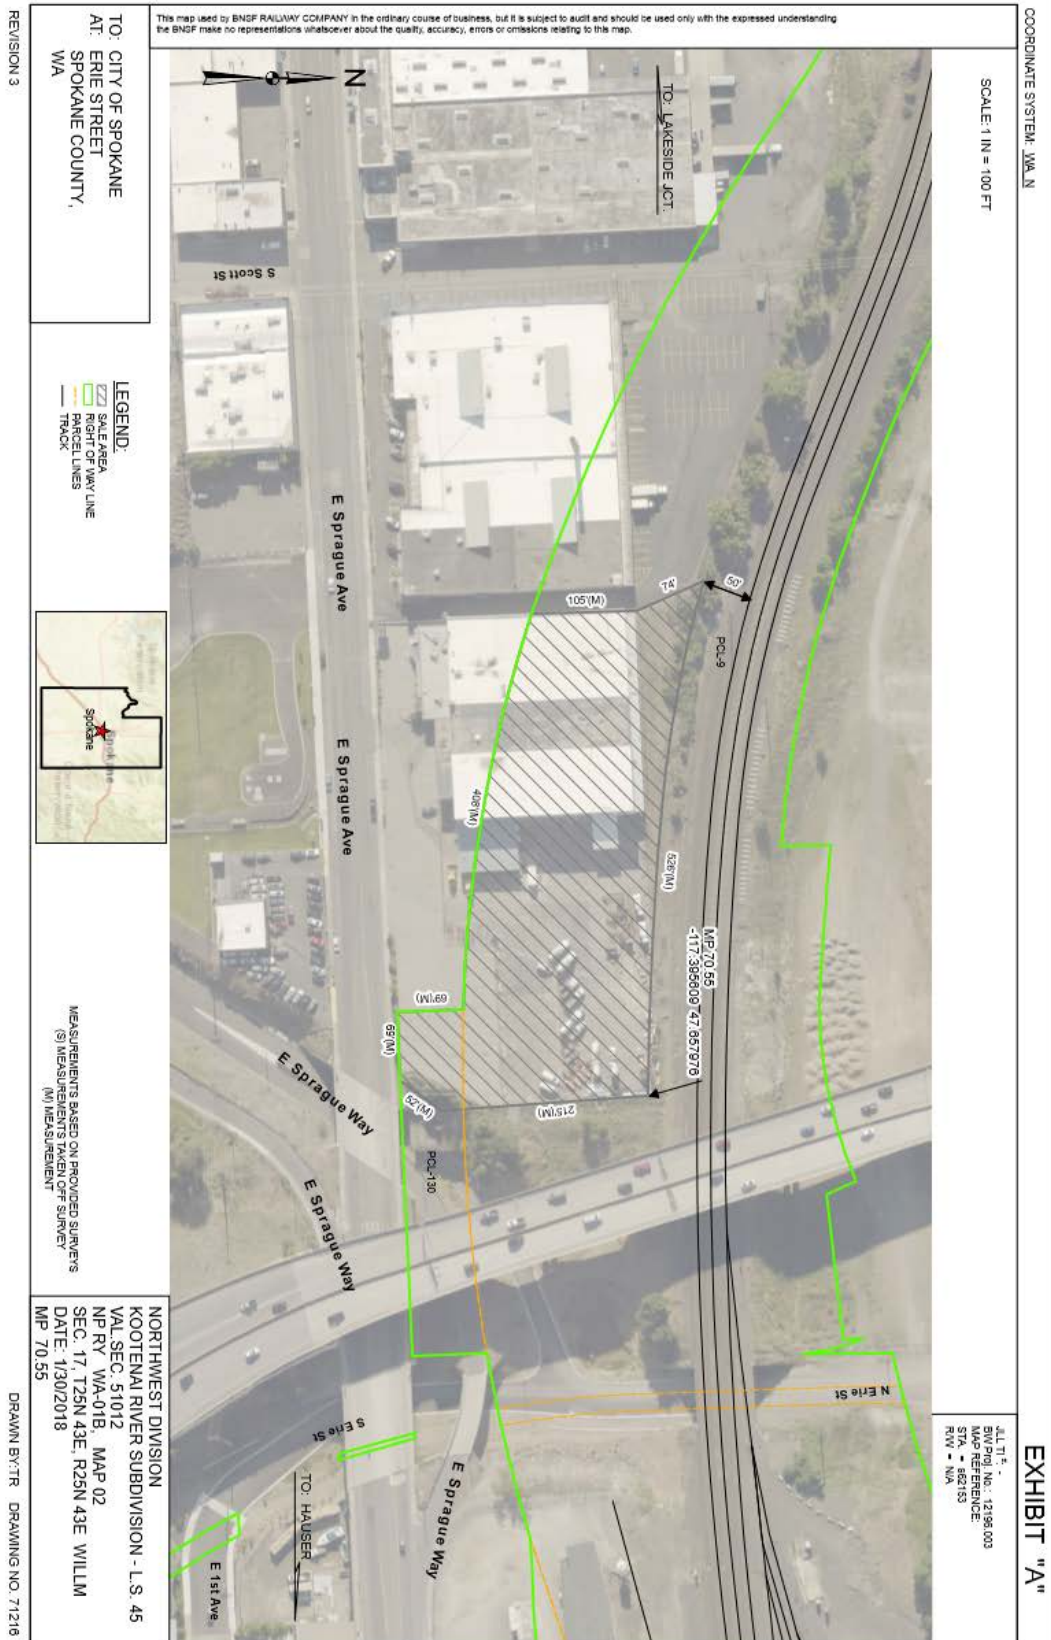 EXHIBIT "A"
COORDINATE SYSTEM: WA N
SCALE: 1 IN = 100 FT
JLL TI #: -
BW Proj. No.: 12196.003
MAP REFERENCE:
STA. - 862153
R/W - N/A
This map used by BNSF RAILWAY COMPANY in the ordinary course of business, but it is subject to audit and should be used only with the expressed understanding
the BNSF make no representations whatsoever about the quality, accuracy, errors or omissions relating to this map.
N
TO: LAKESIDE JCT.
S Scott St
E Sprague Ave
E Sprague Ave
105'(M)
74'
50'
PCL-9
408'(M)
526'(M)
MP 70.55
-117.395609 47.657976
69'(M)
69'(M)
52'(M)
215'(M)
PCL-130
E Sprague Way
E Sprague Way
E Sprague Way
N Erie St
S Erie St
TO: HAUSER
E 1st Ave
TO: CITY OF SPOKANE
AT: ERIE STREET
SPOKANE COUNTY,
WA
LEGEND:
SALE AREA
RIGHT OF WAY LINE
PARCEL LINES
TRACK
Spokane
Spokane
MEASUREMENTS BASED ON PROVIDED SURVEYS
(S) MEASUREMENTS TAKEN OFF SURVEY
(M) MEASUREMENT
NORTHWEST DIVISION
KOOTENAI RIVER SUBDIVISION - L.S. 45
VAL.SEC. 51012
NP RY WA-01B, MAP 02
SEC. 17, T25N 43E, R25N 43E WILLM
DATE: 1/30/2018
MP 70.55
REVISION 3
DRAWN BY:TR DRAWING NO. 71216